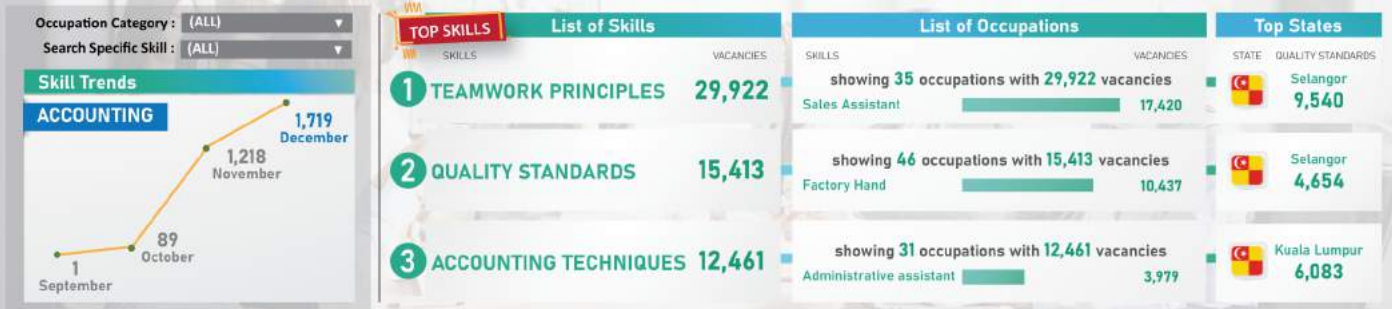 Occupation Category : (ALL)
Search Specific Skill : (ALL)
Skill Trends
ACCOUNTING
1,719
December
1,218
November
89
October
1
September
TOP SKILLS
List of Skills
SKILLS VACANCIES
1 TEAMWORK PRINCIPLES 29,922
2 QUALITY STANDARDS 15,413
3 ACCOUNTING TECHNIQUES 12,461
List of Occupations
SKILLS VACANCIES
showing 35 occupations with 29,922 vacancies
Sales Assistant 17,420
showing 46 occupations with 15,413 vacancies
Factory Hand 10,437
showing 31 occupations with 12,461 vacancies
Administrative assistant 3,979
Top States
STATE QUALITY STANDARDS
Selangor
9,540
Selangor
4,654
Kuala Lumpur
6,083